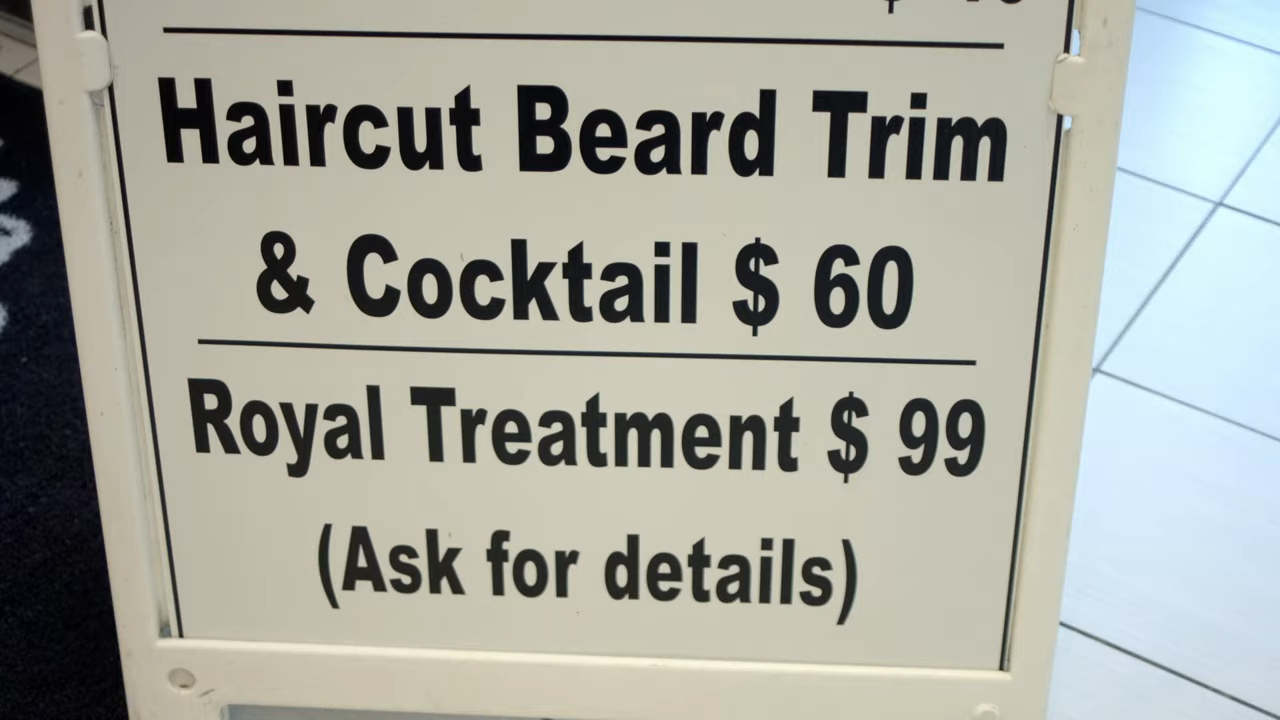 Haircut Beard Trim
& Cocktail $ 60
Royal Treatment $ 99
(Ask for details)